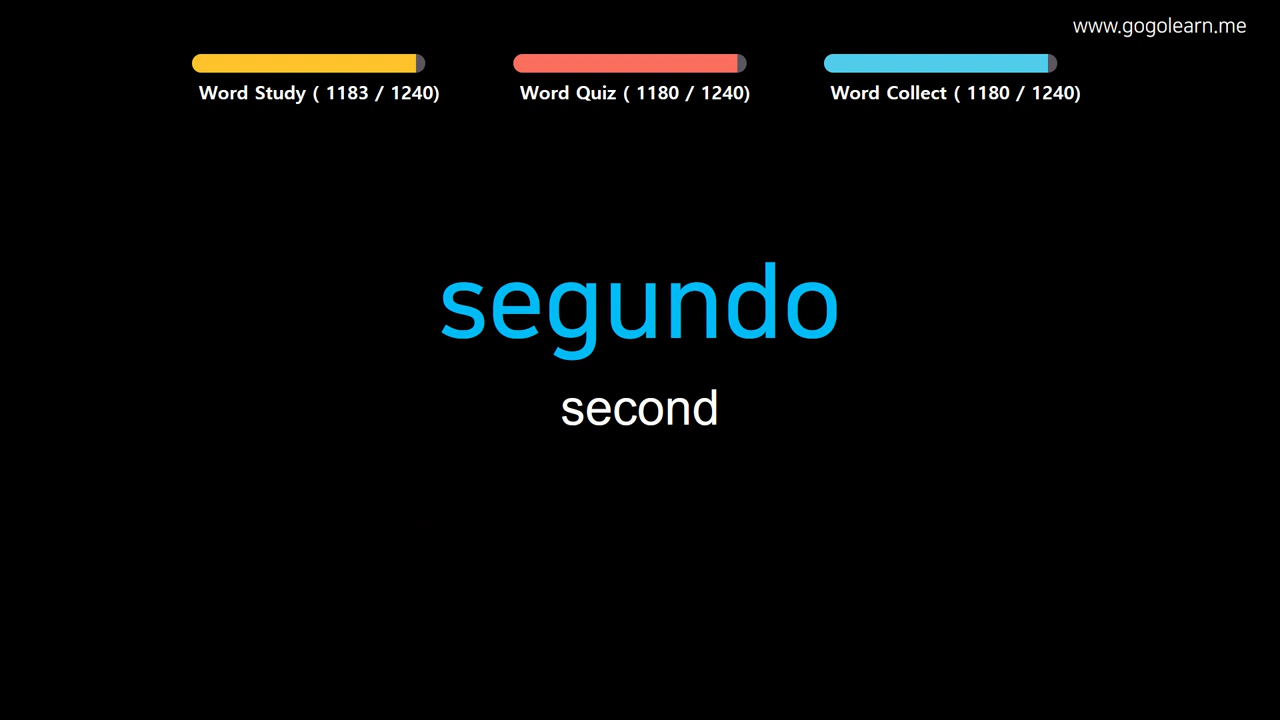 www.gogolearn.me
Word Study ( 1183 / 1240)
Word Quiz ( 1180 / 1240)
Word Collect ( 1180 / 1240)
segundo
second